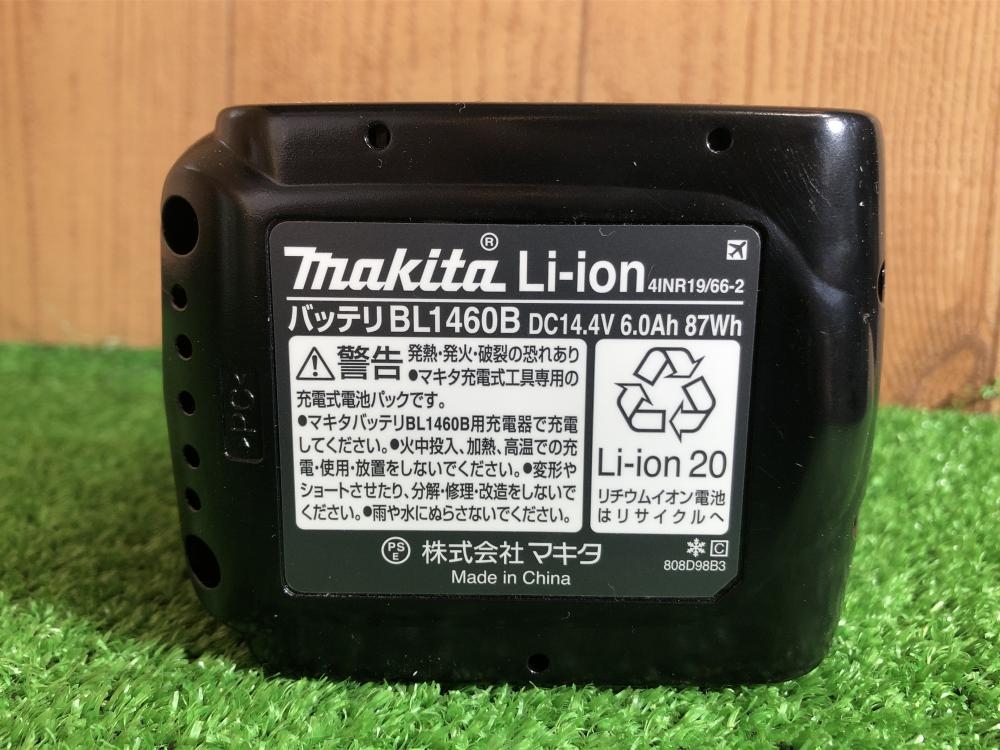 makita® Li-ion 4INR19/66-2
バッテリ BL1460B DC14.4V 6.0Ah 87Wh
警告 発熱・発火・破裂の恐れあり
●マキタ充電式工具専用の
充電式電池パックです。
●マキタバッテリBL1460B用充電器で充電
してください。●火中投入、加熱、高温での充
電・使用・放置をしないでください。●変形や
ショートさせたり、分解・修理・改造をしないで
ください。●雨や水にぬらさないでください。
Li-ion 20
リチウムイオン電池
はリサイクルへ
PSE 株式会社 マキタ
Made in China
C
808D98B3